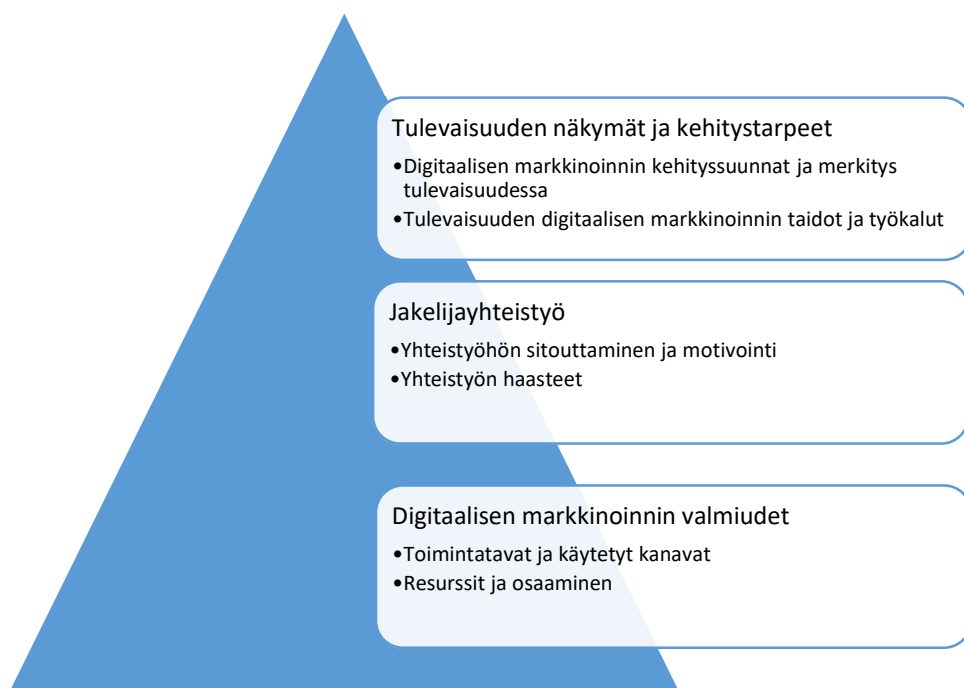 Tulevaisuuden näkymät ja kehitystarpeet
•Digitaalisen markkinoinnin kehityssuunnat ja merkitys
tulevaisuudessa
•Tulevaisuuden digitaalisen markkinoinnin taidot ja työkalut
Jakelijayhteistyö
•Yhteistyöhön sitouttaminen ja motivointi
•Yhteistyön haasteet
Digitaalisen markkinoinnin valmiudet
•Toimintatavat ja käytetyt kanavat
•Resurssit ja osaaminen